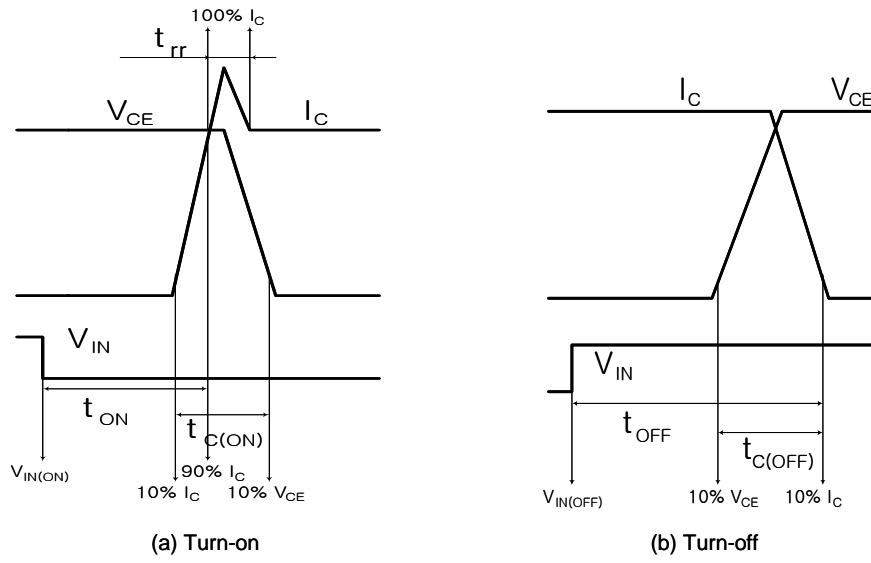 100% I_C
t_rr
V_CE
I_C
V_IN
t_ON
t_C(ON)
V_IN(ON)
90% I_C
10% I_C
10% V_CE
(a) Turn-on
I_C
V_CE
V_IN
t_OFF
t_C(OFF)
V_IN(OFF)
10% V_CE
10% I_C
(b) Turn-off